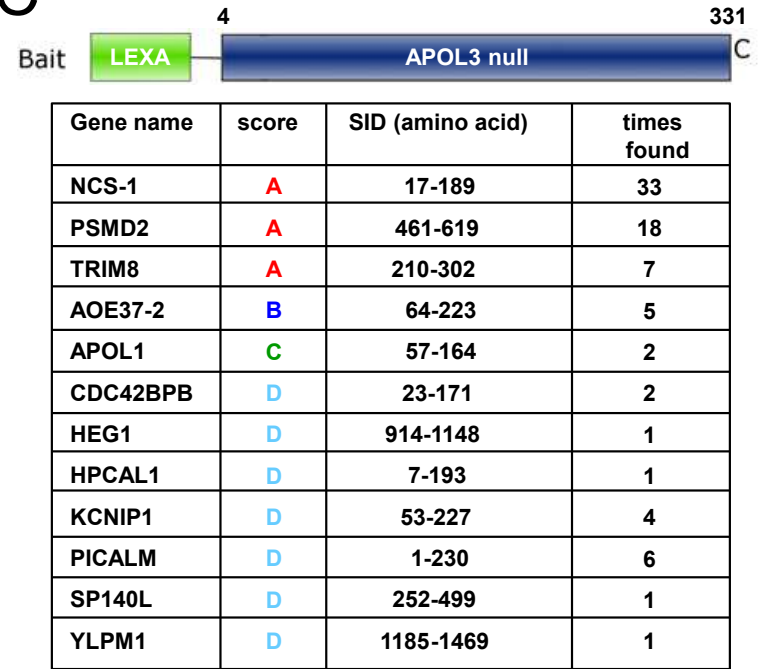 4 331
Bait LEXA APOL3 null C
Gene name score SID (amino acid) times found
NCS-1 A 17-189 33
PSMD2 A 461-619 18
TRIM8 A 210-302 7
AOE37-2 B 64-223 5
APOL1 C 57-164 2
CDC42BPB D 23-171 2
HEG1 D 914-1148 1
HPCAL1 D 7-193 1
KCNIP1 D 53-227 4
PICALM D 1-230 6
SP140L D 252-499 1
YLPM1 D 1185-1469 1